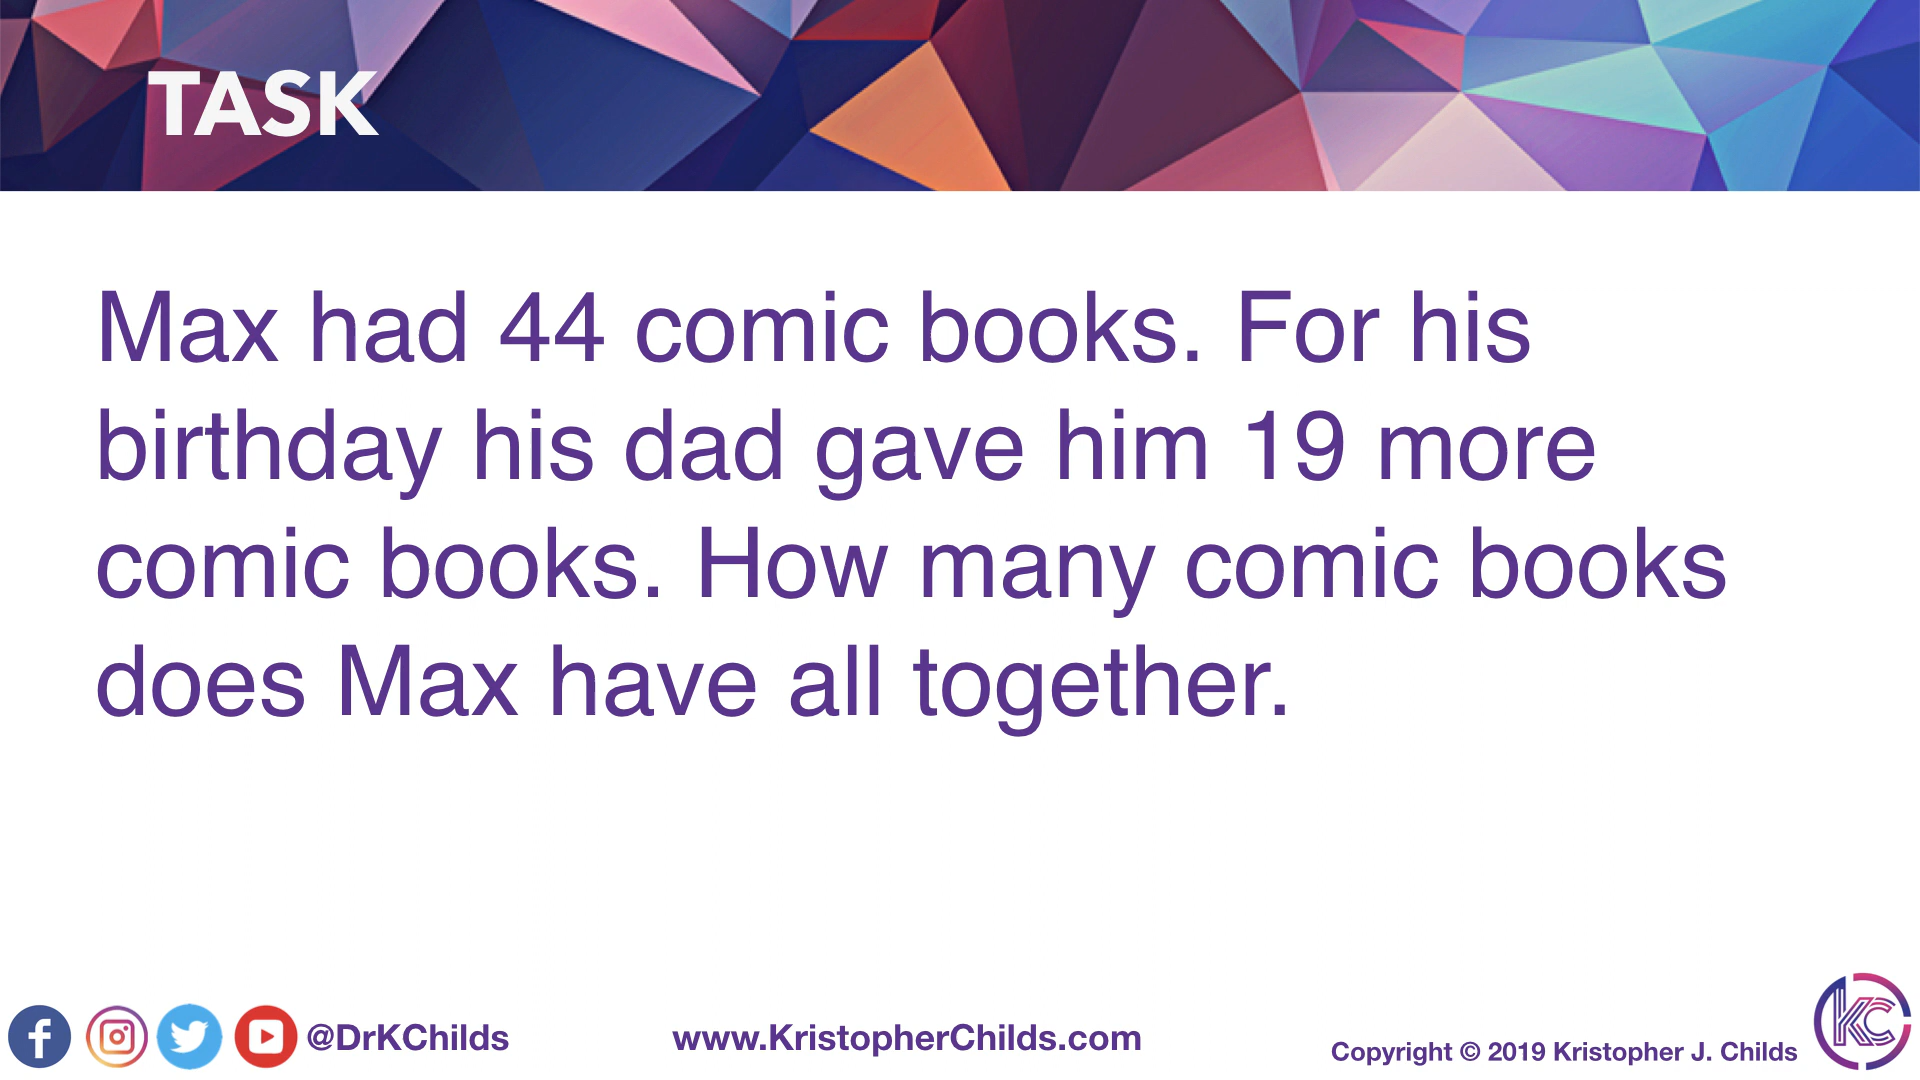 TASK
Max had 44 comic books. For his
birthday his dad gave him 19 more
comic books. How many comic books
does Max have all together.
@DrKChilds
www.KristopherChilds.com
Copyright © 2019 Kristopher J. Childs
KC